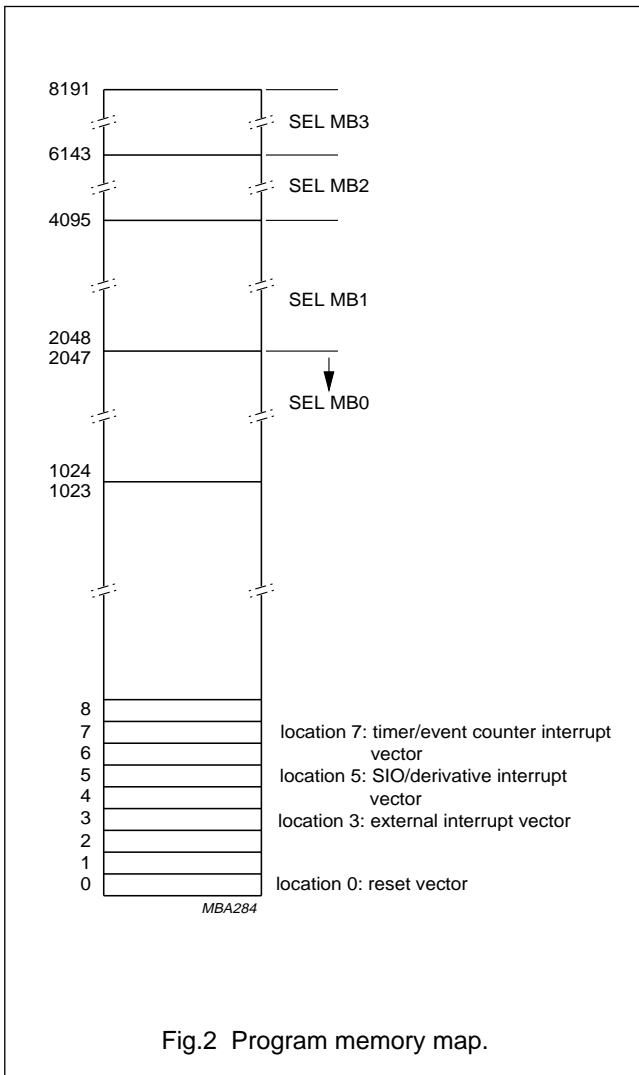 8191
SEL MB3
6143
SEL MB2
4095
SEL MB1
2048
2047
SEL MB0
1024
1023
8
7 location 7: timer/event counter interrupt
vector
6
5 location 5: SIO/derivative interrupt
vector
4
3 location 3: external interrupt vector
2
1
0 location 0: reset vector
MBA284
Fig.2 Program memory map.